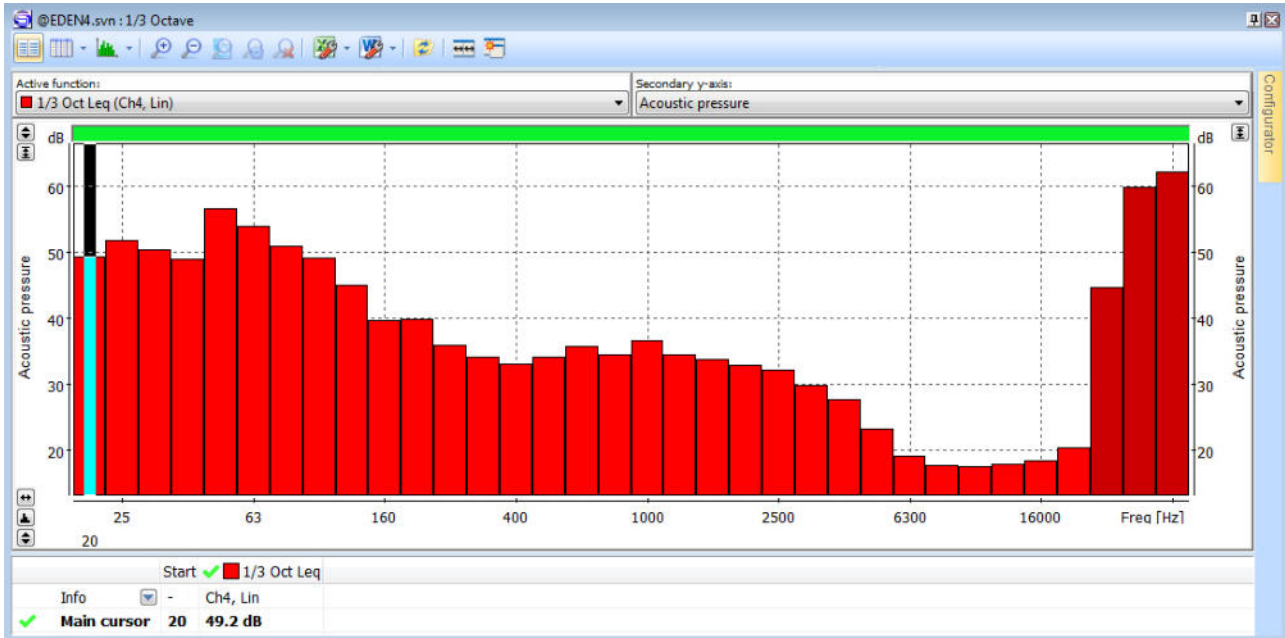 @EDEN4.svn : 1/3 Octave
Active function:
Secondary y-axis:
1/3 Oct Leq (Ch4, Lin)
Acoustic pressure
Configurator
dB
dB
60
60
50
50
40
40
30
30
20
20
Acoustic pressure
Acoustic pressure
25
63
160
400
1000
2500
6300
16000
Freq [Hz]
20
Start
1/3 Oct Leq
Info
-
Ch4, Lin
Main cursor
20
49.2 dB